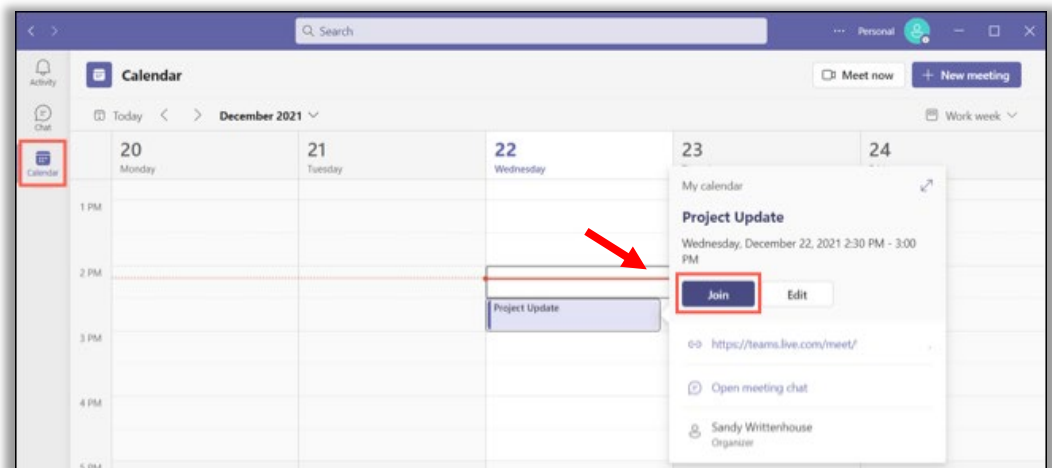 Search
Personal
Activity
Calendar
Meet now
New meeting
Chat
Today
December 2021
Work week
Calendar
20
21
22
23
24
Monday
Tuesday
Wednesday
My calendar
Project Update
Wednesday, December 22, 2021 2:30 PM - 3:00
PM
Join
Edit
https://teams.live.com/meet/
Open meeting chat
Sandy Writtenhouse
Organizer
1 PM
2 PM
Project Update
3 PM
4 PM
5 PM